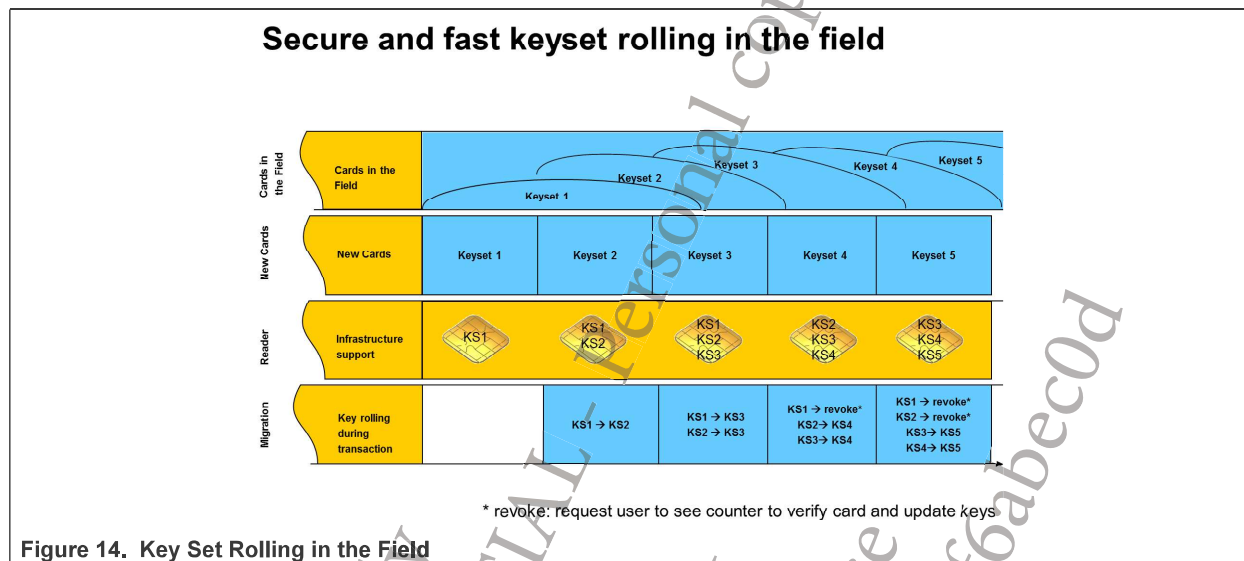 Secure and fast keyset rolling in the field
Cards in
the Field
Cards in the
Field
Keyset 1
Keyset 2
Keyset 3
Keyset 4
Keyset 5
New Cards
New Cards
Keyset 1
Keyset 2
Keyset 3
Keyset 4
Keyset 5
Reader
Infrastructure
support
KS1
KS1
KS2
KS1
KS2
KS3
KS2
KS3
KS4
KS3
KS4
KS5
Migration
Key rolling
during
transaction
KS1 → KS2
KS1 → KS3
KS2 → KS3
KS1 → revoke*
KS2→ KS4
KS3→ KS4
KS1 → revoke*
KS2 → revoke*
KS3→ KS5
KS4→ KS5
* revoke: request user to see counter to verify card and update keys
Figure 14. Key Set Rolling in the Field
- Personal cop
f6abec0d